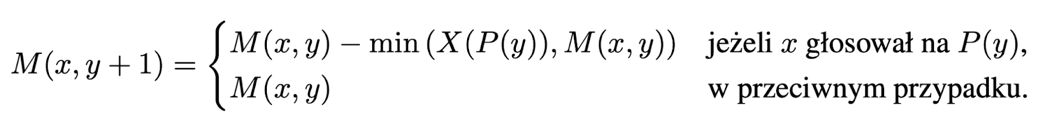 M(x, y + 1) = { M(x, y) − min (X(P(y)), M(x, y)) jeżeli x głosował na P(y),
M(x, y) w przeciwnym przypadku.